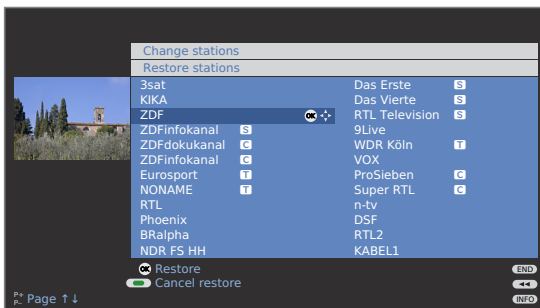 Change stations
Restore stations
3sat
KIKA
ZDF OK
ZDFinfokanal S
ZDFdokukanal C
ZDFinfokanal C
Eurosport T
NONAME T
RTL
Phoenix
BRalpha
NDR FS HH
Das Erste S
Das Vierte S
RTL Television S
9Live
WDR Köln T
VOX
ProSieben C
Super RTL C
n-tv
DSF
RTL2
KABEL1
OK Restore
Cancel restore
P+
P- Page ↑↓
END
◀◀
INFO